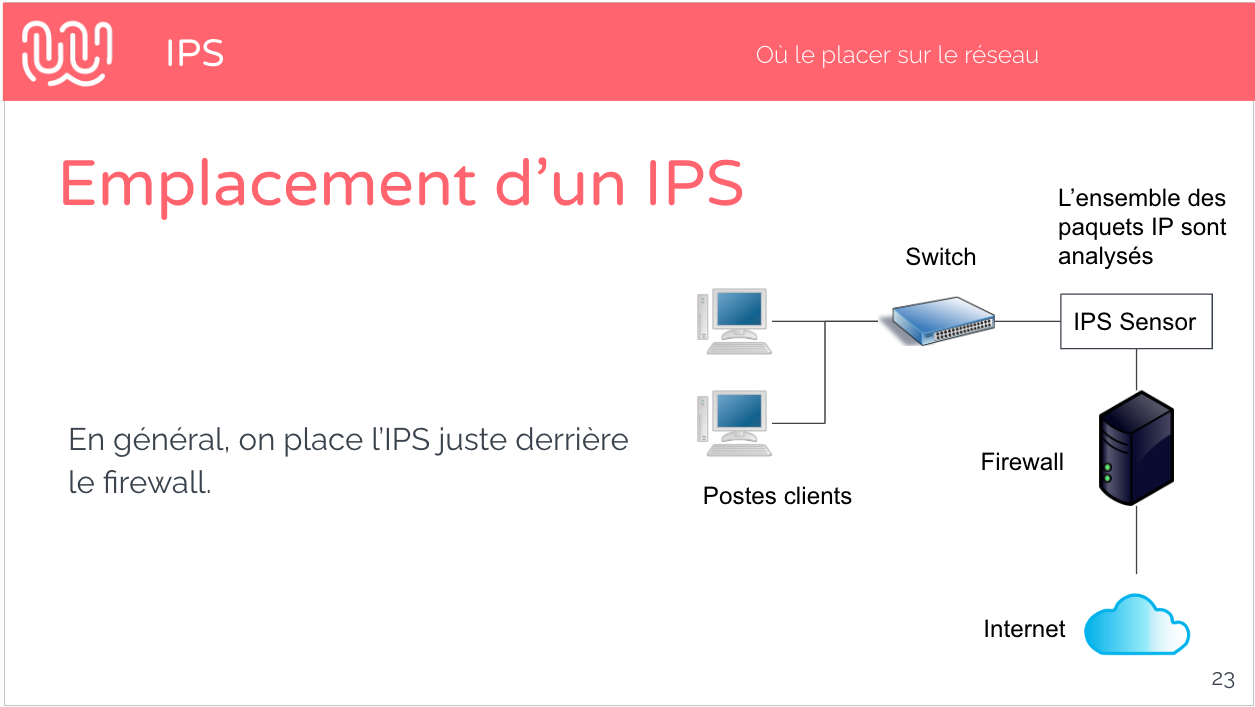 IPS
Où le placer sur le réseau
Emplacement d’un IPS
L’ensemble des
paquets IP sont
analysés
Switch
IPS Sensor
En général, on place l’IPS juste derrière
le firewall.
Firewall
Postes clients
Internet
23